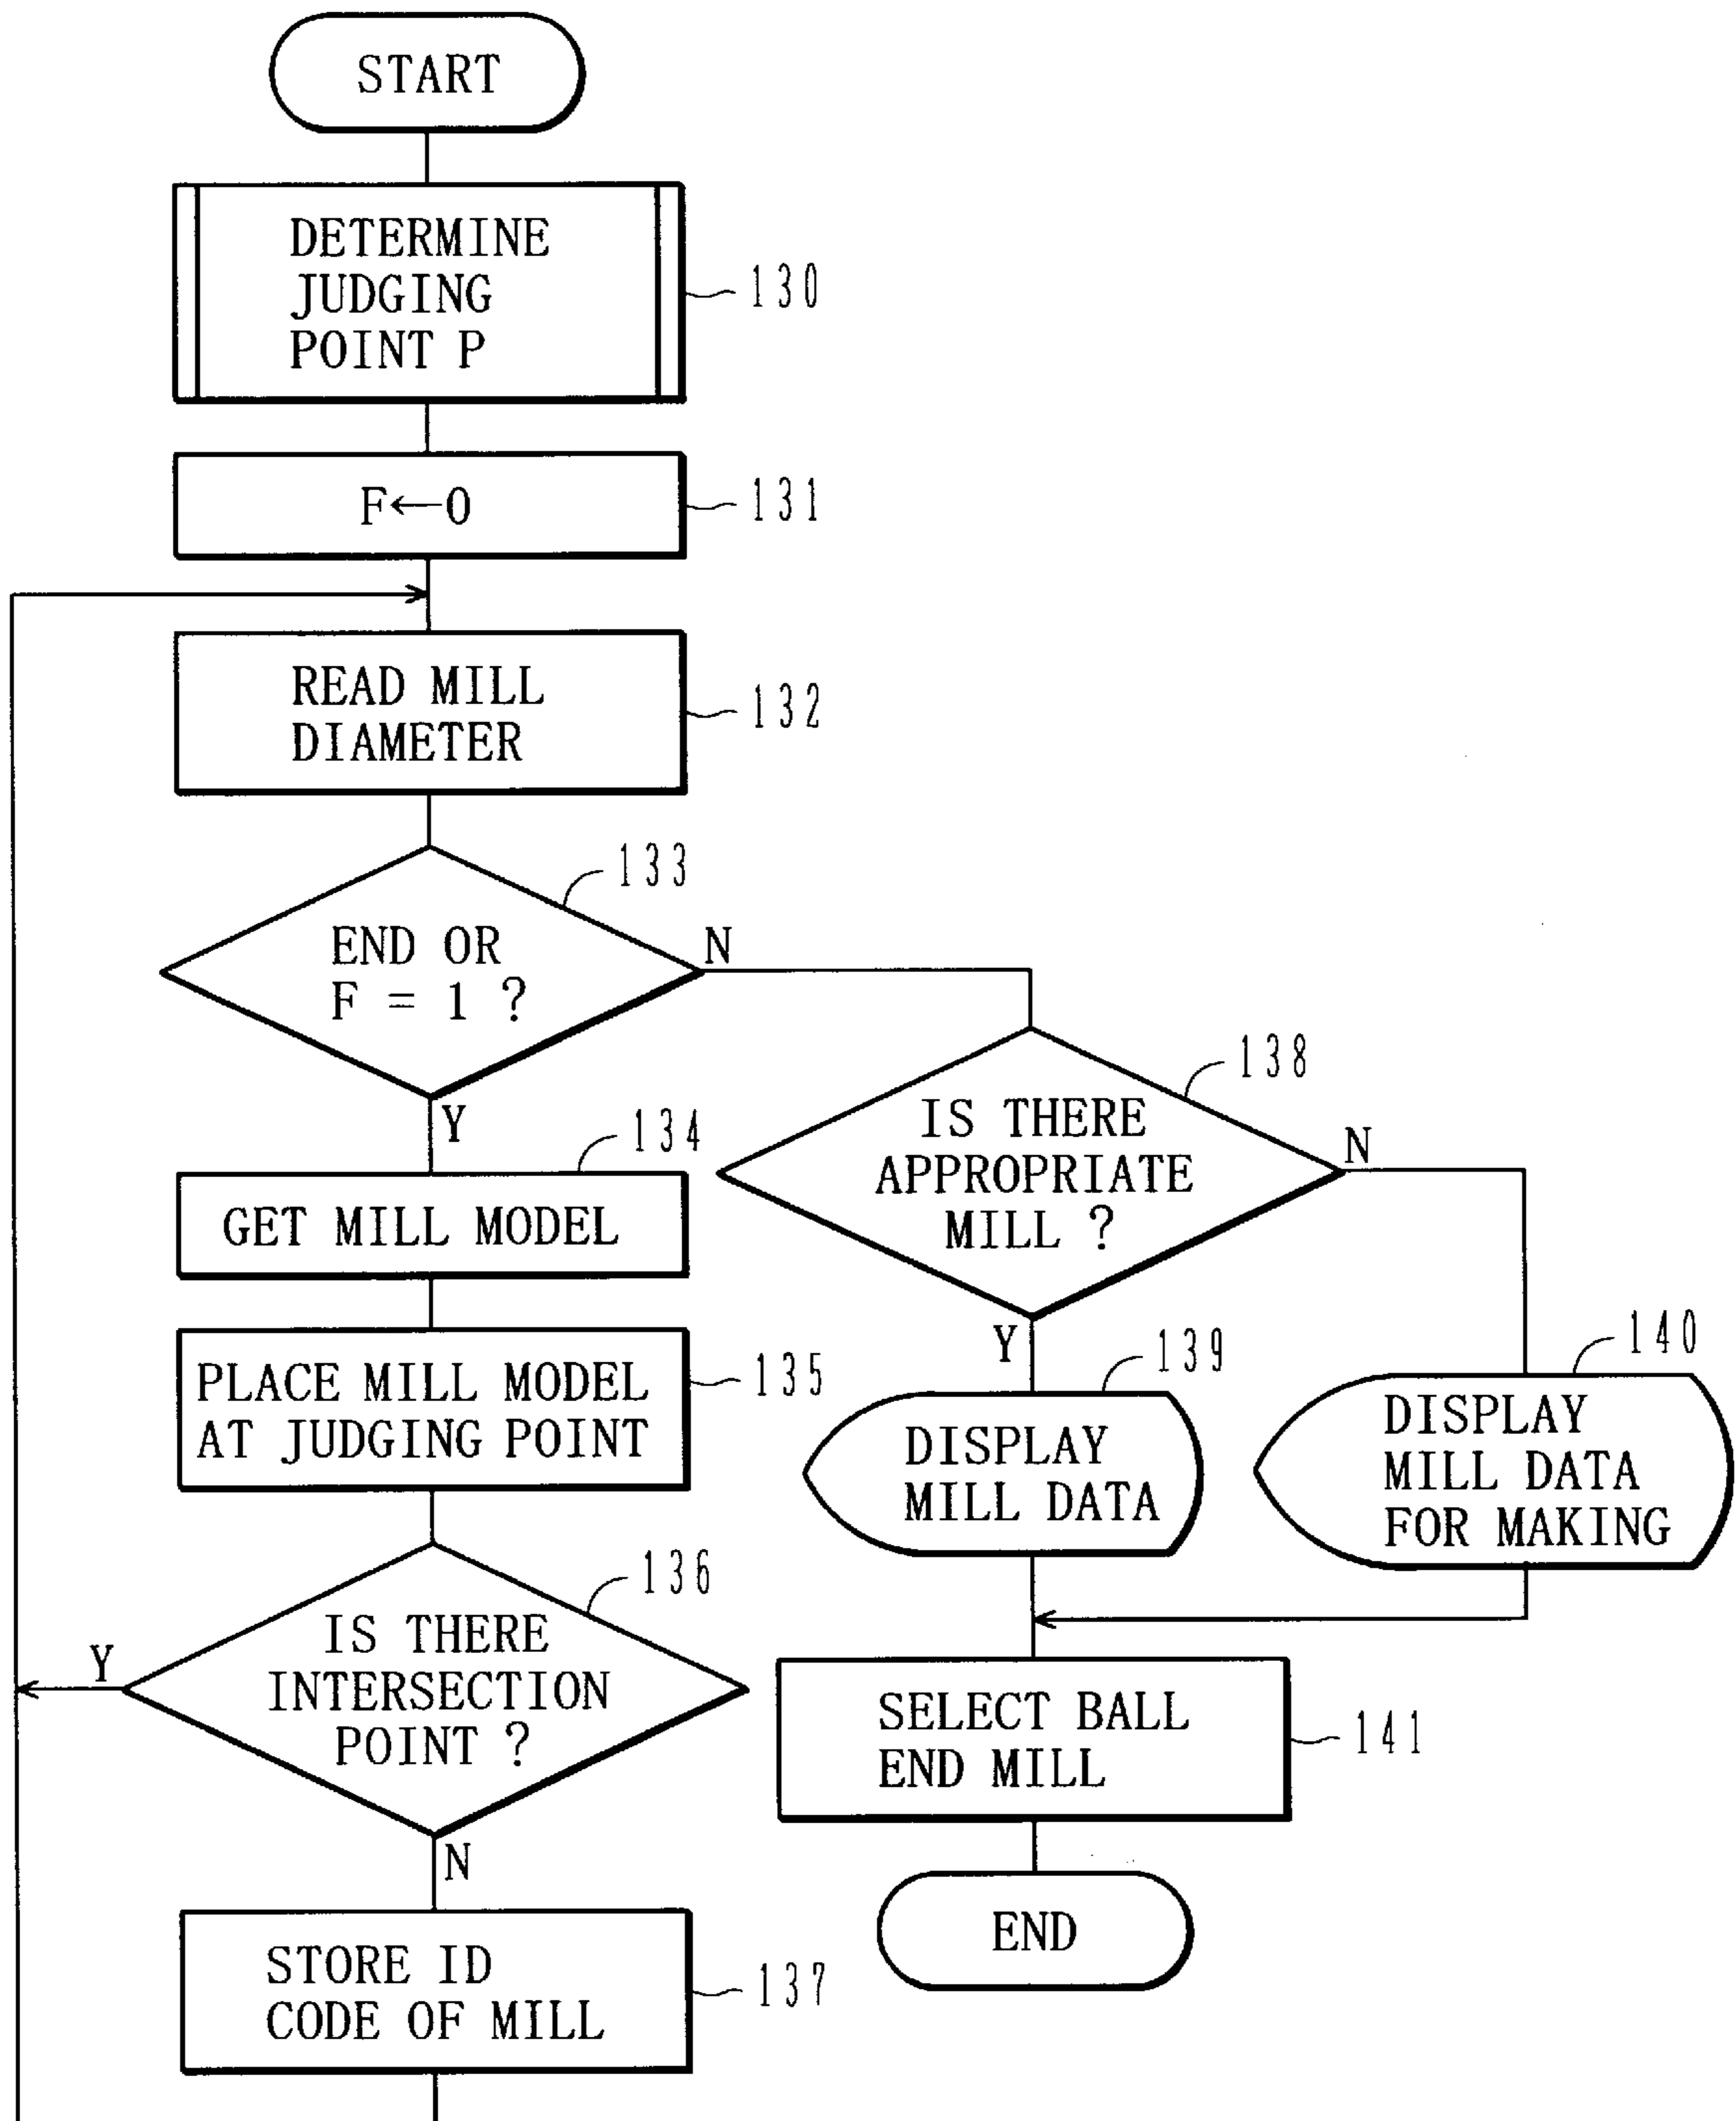 START
DETERMINE
JUDGING
POINT P
130
F←0
131
READ MILL
DIAMETER
132
133
END OR
F = 1 ?
N
Y
134
GET MILL MODEL
PLACE MILL MODEL
AT JUDGING POINT
135
136
IS THERE
INTERSECTION
POINT ?
Y
N
STORE ID
CODE OF MILL
137
138
IS THERE
APPROPRIATE
MILL ?
N
Y
139
DISPLAY
MILL DATA
140
DISPLAY
MILL DATA
FOR MAKING
SELECT BALL
END MILL
141
END